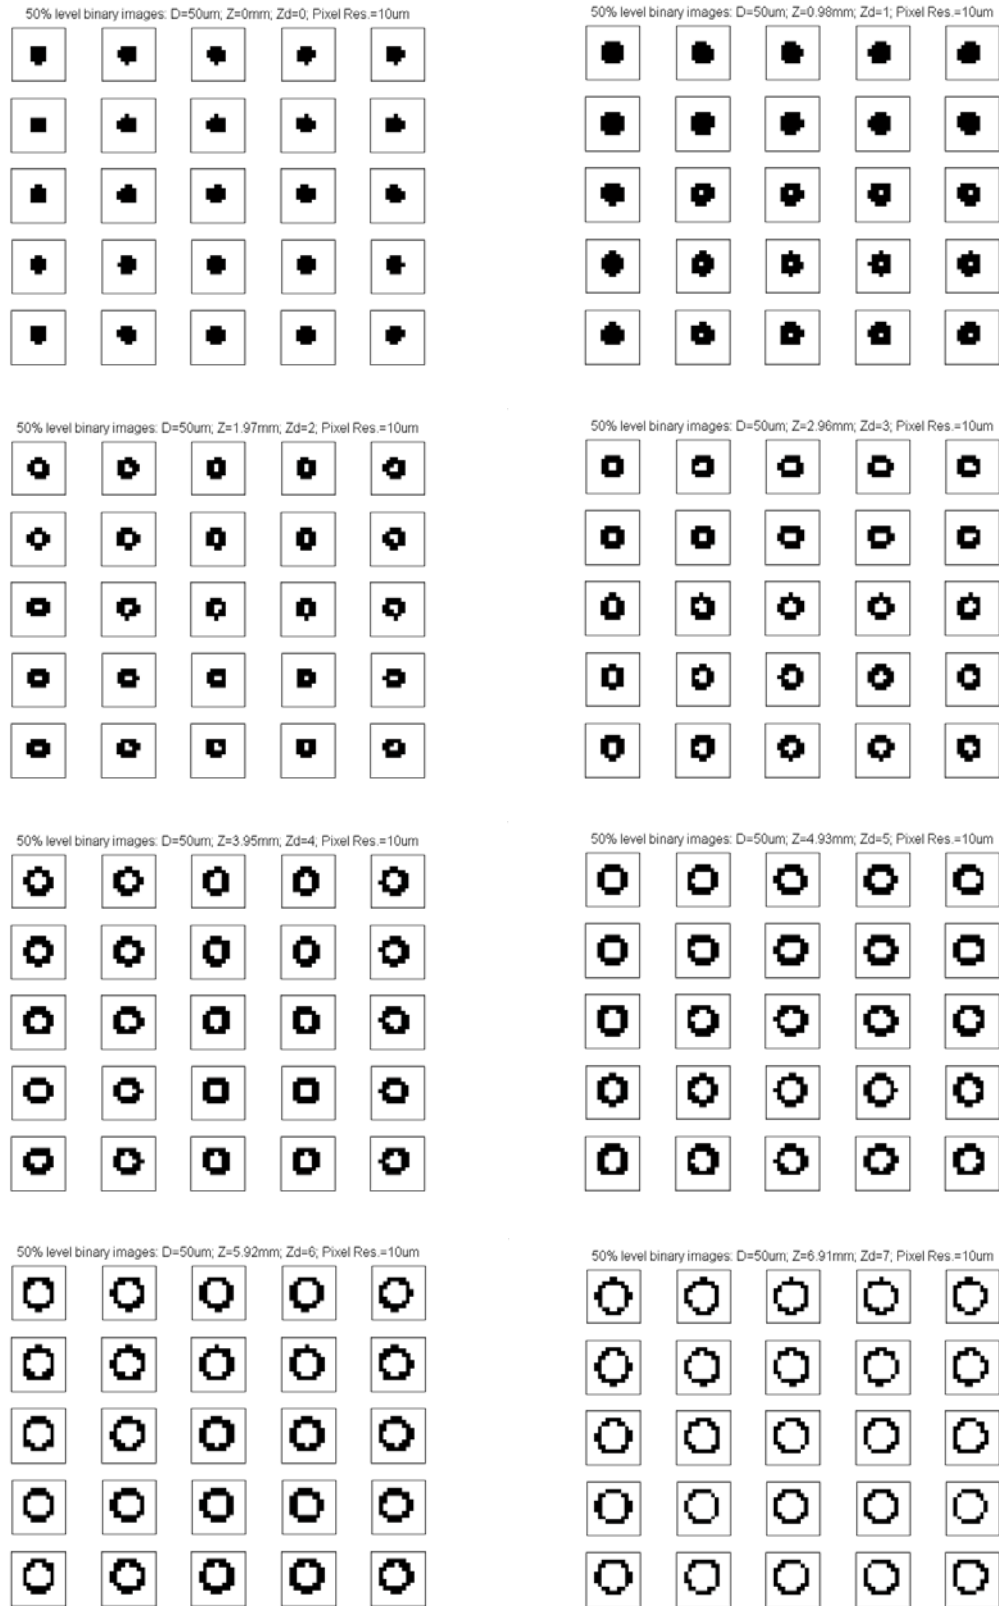 50% level binary images: D=50um; Z=0mm; Zd=0; Pixel Res.=10um
50% level binary images: D=50um; Z=0.98mm; Zd=1; Pixel Res.=10um
50% level binary images: D=50um; Z=1.97mm; Zd=2; Pixel Res.=10um
50% level binary images: D=50um; Z=2.96mm; Zd=3; Pixel Res.=10um
50% level binary images: D=50um; Z=3.95mm; Zd=4; Pixel Res.=10um
50% level binary images: D=50um; Z=4.93mm; Zd=5; Pixel Res.=10um
50% level binary images: D=50um; Z=5.92mm; Zd=6; Pixel Res.=10um
50% level binary images: D=50um; Z=6.91mm; Zd=7; Pixel Res.=10um